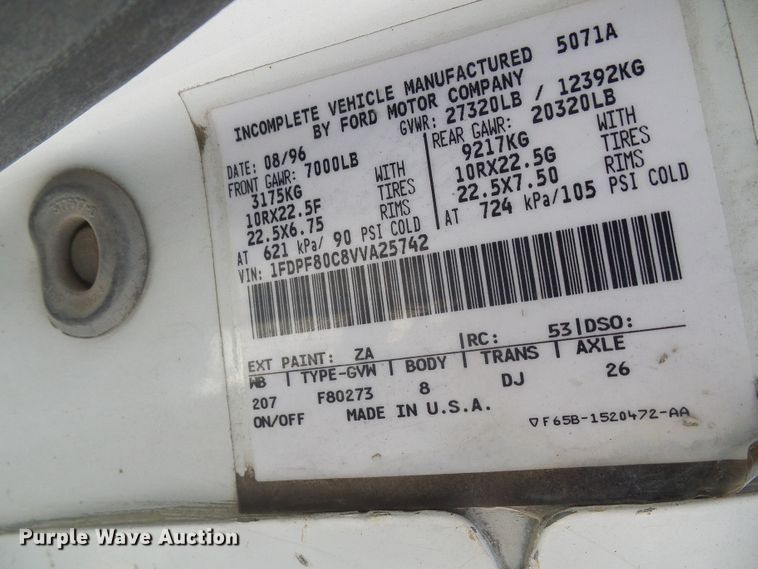 INCOMPLETE VEHICLE MANUFACTURED 5071A
BY FORD MOTOR COMPANY
DATE: 08/96 GVWR: 27320LB / 12392KG
FRONT GAWR: 7000LB REAR GAWR: 20320LB
3175KG WITH 9217KG WITH
10RX22.5F TIRES 10RX22.5G TIRES
22.5X6.75 RIMS 22.5X7.50 RIMS
AT 621 kPa/ 90 PSI COLD AT 724 kPa/105 PSI COLD
VIN: 1FDPF80C8VVA25742
EXT PAINT: ZA RC: 53 DSO:
WB TYPE-GVW BODY TRANS AXLE
207 F80273 8 DJ 26
ON/OFF MADE IN U.S.A.
F65B-1520472-AA
Purple Wave Auction